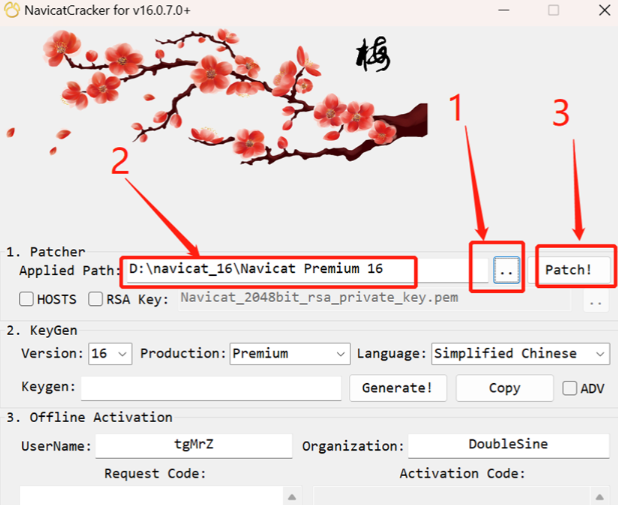 NavicatCracker for v16.0.7.0+
1
3
2
1. Patcher
Applied Path: D:\navicat_16\Navicat Premium 16 .. Patch!
HOSTS RSA Key: Navicat_2048bit_rsa_private_key.pem ..
2. KeyGen
Version: 16 Production: Premium Language: Simplified Chinese
Keygen: Generate! Copy ADV
3. Offline Activation
UserName: tgMrZ Organization: DoubleSine
Request Code: Activation Code: